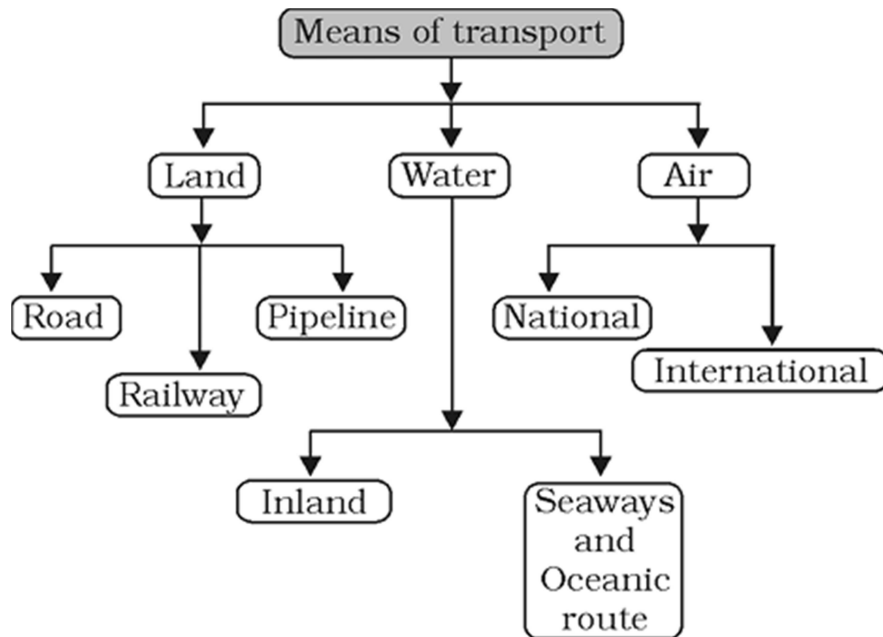 Means of transport
Land
Water
Air
Road
Pipeline
National
Railway
International
Inland
Seaways
and
Oceanic
route